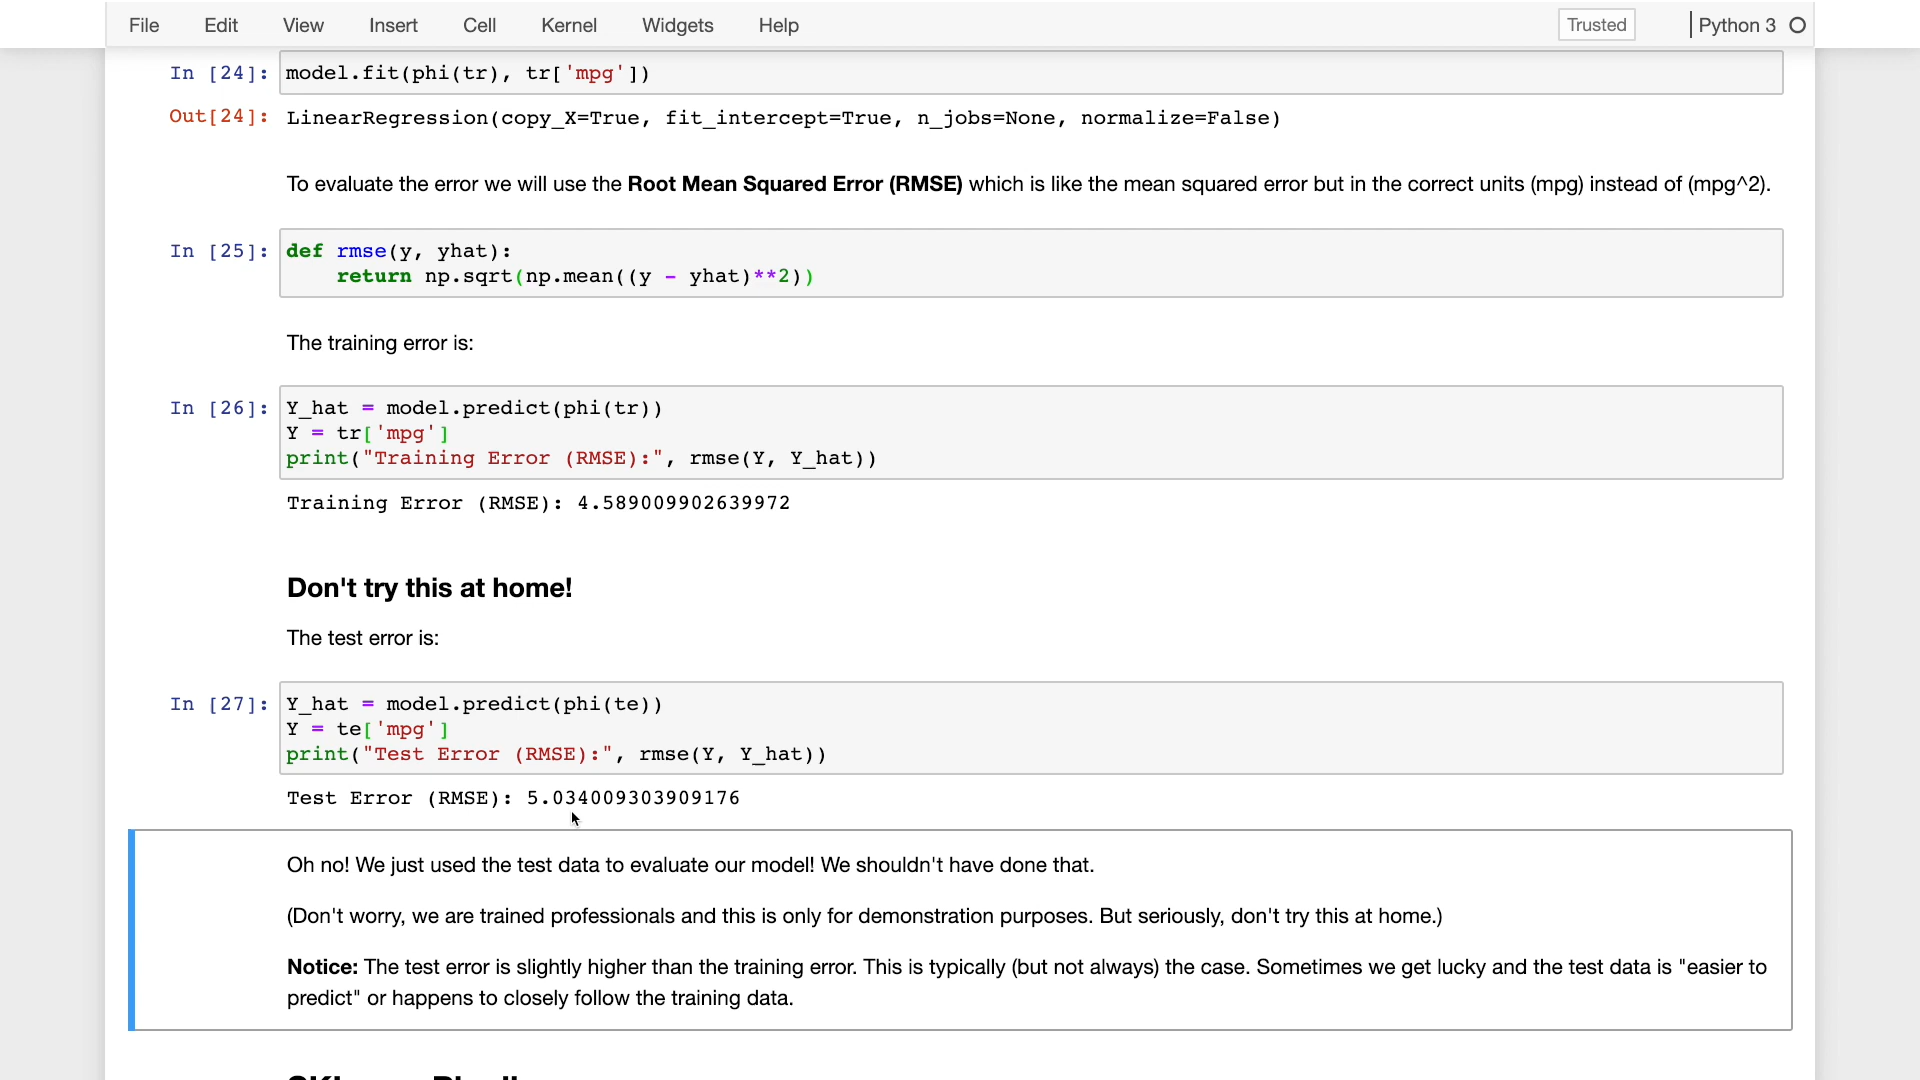 File Edit View Insert Cell Kernel Widgets Help Trusted Python 3
In [24]: model.fit(phi(tr), tr['mpg'])
Out[24]: LinearRegression(copy_X=True, fit_intercept=True, n_jobs=None, normalize=False)
To evaluate the error we will use the Root Mean Squared Error (RMSE) which is like the mean squared error but in the correct units (mpg) instead of (mpg^2).
In [25]: def rmse(y, yhat):
    return np.sqrt(np.mean((y - yhat)**2))
The training error is:
In [26]: Y_hat = model.predict(phi(tr))
Y = tr['mpg']
print("Training Error (RMSE):", rmse(Y, Y_hat))
Training Error (RMSE): 4.589009902639972
Don't try this at home!
The test error is:
In [27]: Y_hat = model.predict(phi(te))
Y = te['mpg']
print("Test Error (RMSE):", rmse(Y, Y_hat))
Test Error (RMSE): 5.034009303909176
Oh no! We just used the test data to evaluate our model! We shouldn't have done that.
(Don't worry, we are trained professionals and this is only for demonstration purposes. But seriously, don't try this at home.)
Notice: The test error is slightly higher than the training error. This is typically (but not always) the case. Sometimes we get lucky and the test data is "easier to
predict" or happens to closely follow the training data.